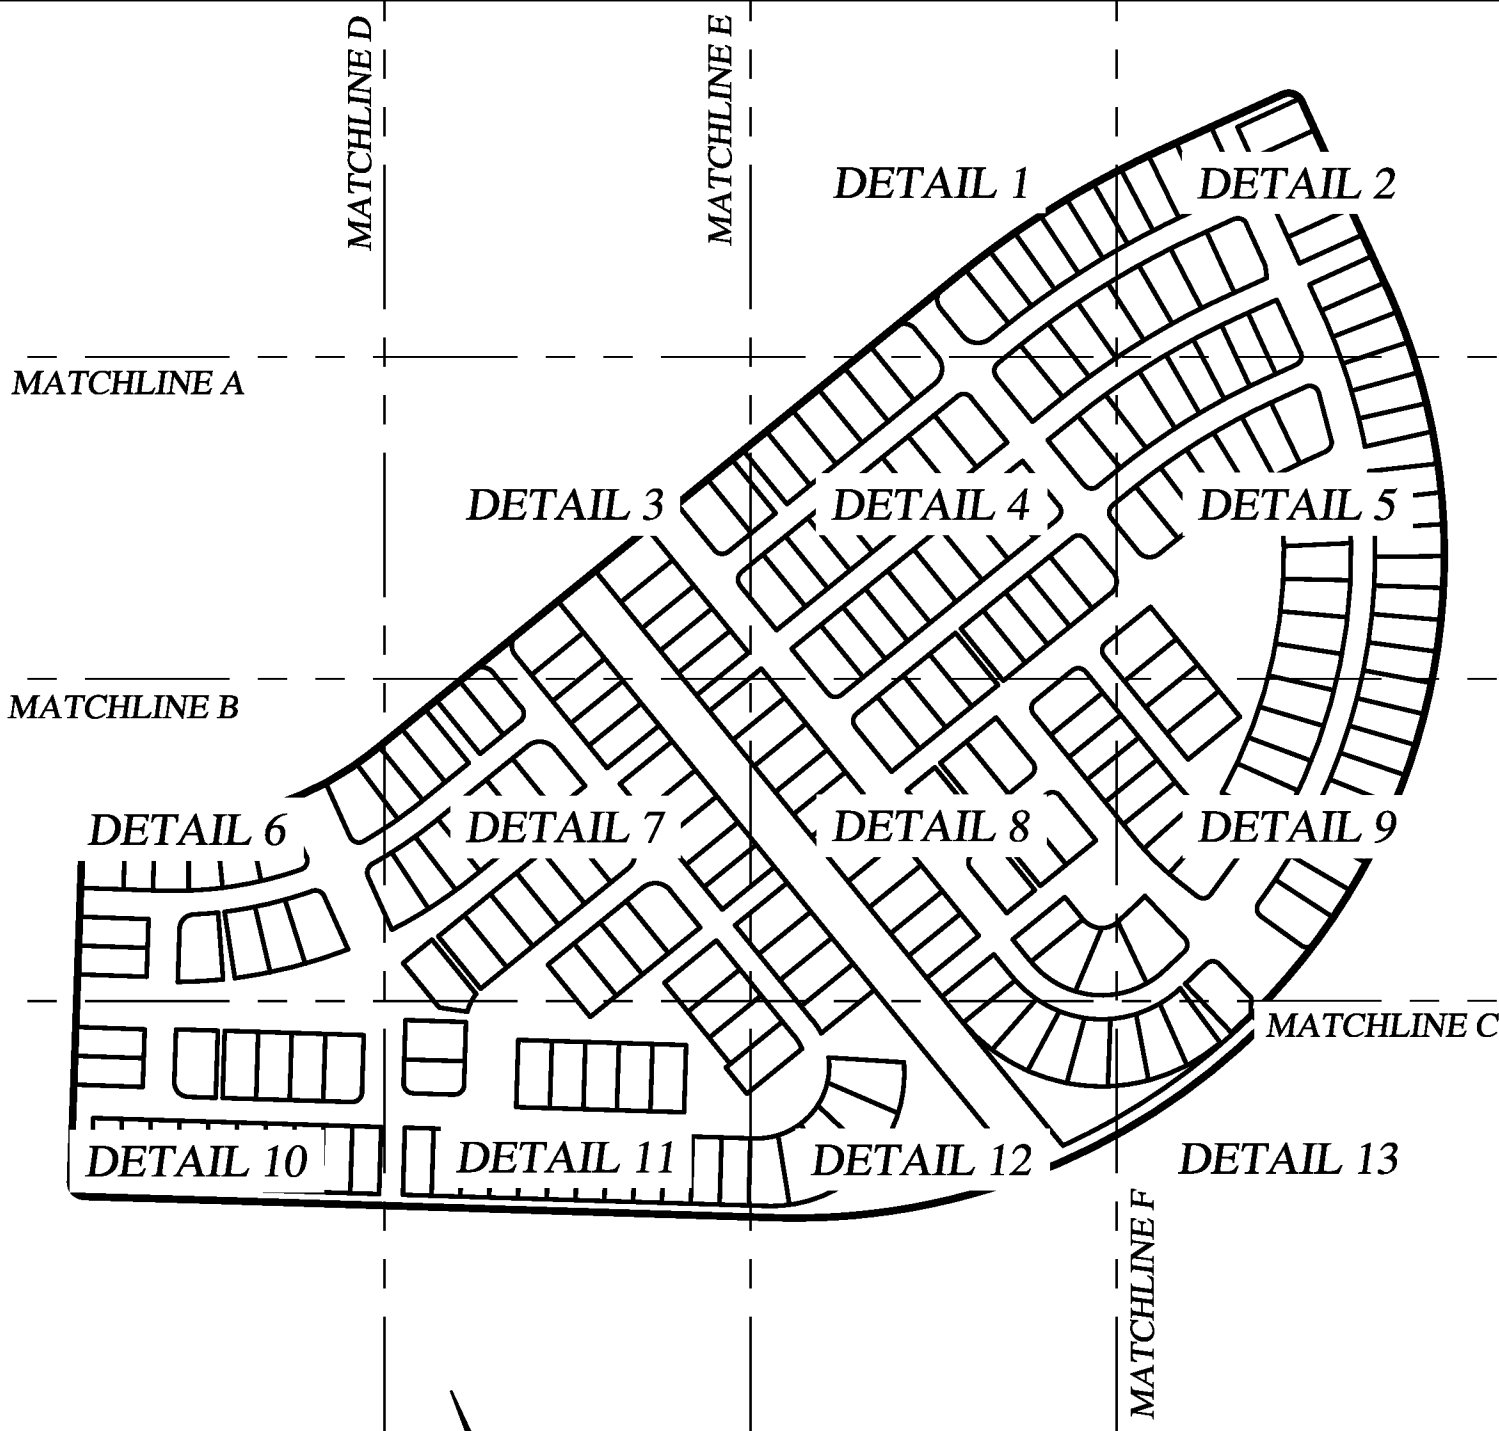 MATCHLINE D
MATCHLINE E
DETAIL 1
DETAIL 2
MATCHLINE A
DETAIL 3
DETAIL 4
DETAIL 5
MATCHLINE B
DETAIL 6
DETAIL 7
DETAIL 8
DETAIL 9
MATCHLINE C
DETAIL 10
DETAIL 11
DETAIL 12
DETAIL 13
MATCHLINE F